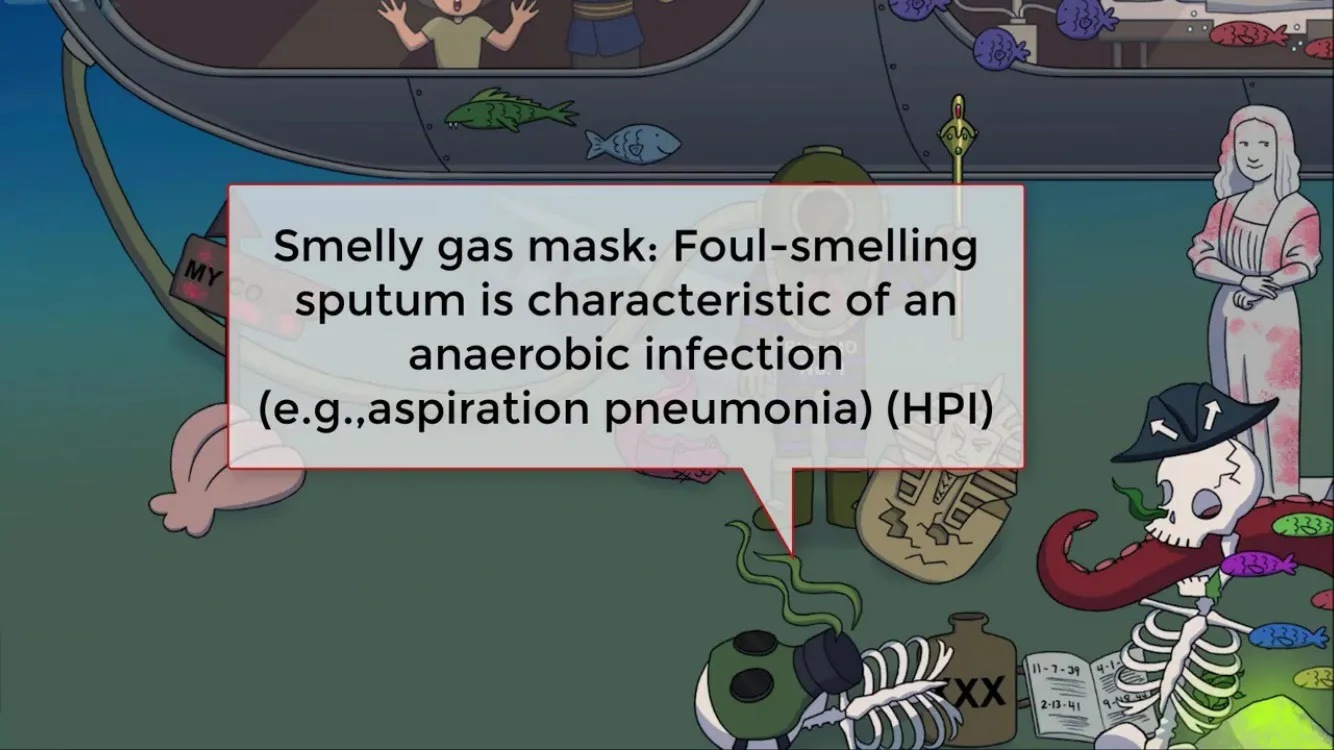 Smelly gas mask: Foul-smelling
sputum is characteristic of an
anaerobic infection
(e.g.,aspiration pneumonia) (HPI)
MY CO
XXX
11-7-39
2-13-41